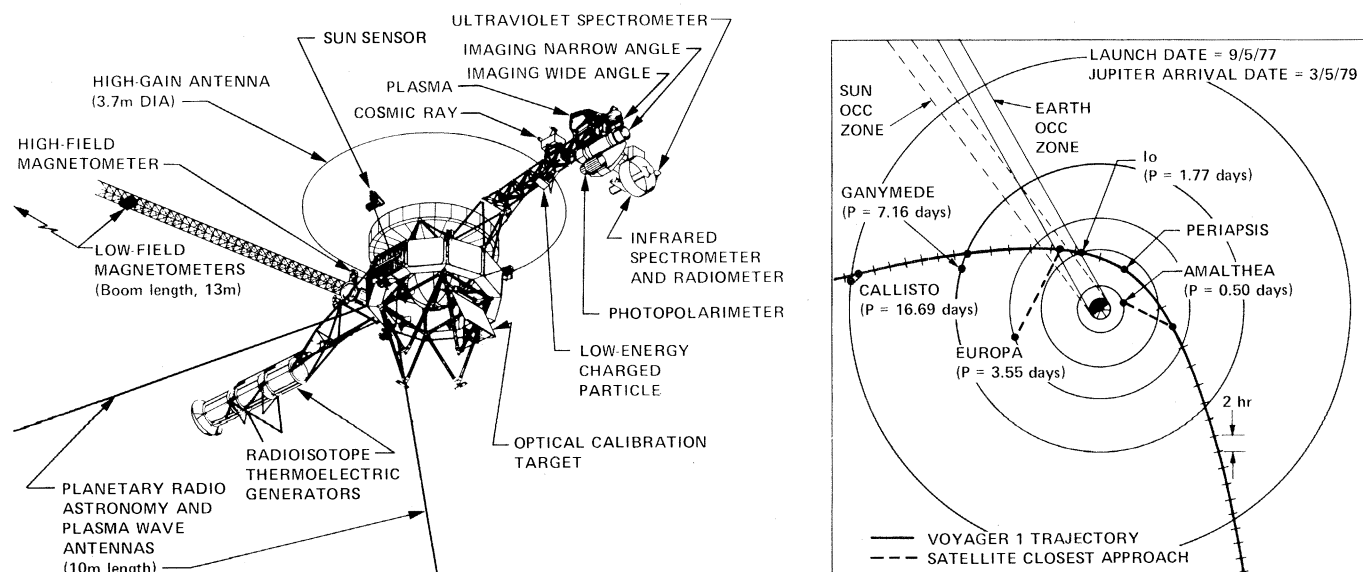 ULTRAVIOLET SPECTROMETER
SUN SENSOR
IMAGING NARROW ANGLE
IMAGING WIDE ANGLE
HIGH-GAIN ANTENNA
(3.7m DIA)
PLASMA
COSMIC RAY
HIGH-FIELD
MAGNETOMETER
LOW-FIELD
MAGNETOMETERS
(Boom length, 13m)
INFRARED
SPECTROMETER
AND RADIOMETER
PHOTOPOLARIMETER
LOW-ENERGY
CHARGED
PARTICLE
OPTICAL CALIBRATION
TARGET
RADIOISOTOPE
THERMOELECTRIC
GENERATORS
PLANETARY RADIO
ASTRONOMY AND
PLASMA WAVE
ANTENNAS
(10m length)
LAUNCH DATE = 9/5/77
JUPITER ARRIVAL DATE = 3/5/79
SUN
OCC
ZONE
EARTH
OCC
ZONE
Io
(P = 1.77 days)
GANYMEDE
(P = 7.16 days)
PERIAPSIS
AMALTHEA
(P = 0.50 days)
CALLISTO
(P = 16.69 days)
EUROPA
(P = 3.55 days)
2 hr
VOYAGER 1 TRAJECTORY
SATELLITE CLOSEST APPROACH